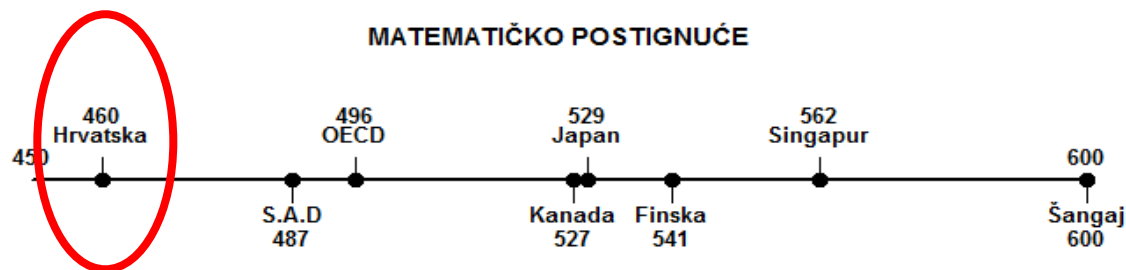 MATEMATIČKO POSTIGNUĆE
460 496 529 562
Hrvatska OECD Japan Singapur
450 600
S.A.D Kanada Finska Šangaj
487 527 541 600